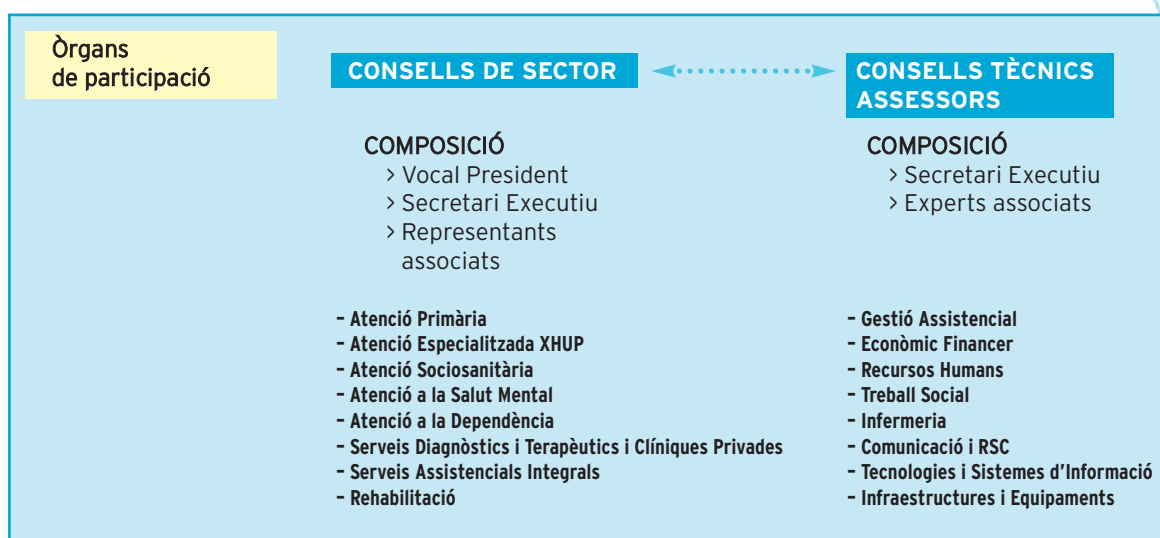 Òrgans
de participació
CONSELLS DE SECTOR
COMPOSICIÓ
> Vocal President
> Secretari Executiu
> Representants
associats
– Atenció Primària
– Atenció Especialitzada XHUP
– Atenció Sociosanitària
– Atenció a la Salut Mental
– Atenció a la Dependència
– Serveis Diagnòstics i Terapèutics i Clíniques Privades
– Serveis Assistencials Integrals
– Rehabilitació
CONSELLS TÈCNICS
ASSESSORS
COMPOSICIÓ
> Secretari Executiu
> Experts associats
– Gestió Assistencial
– Econòmic Financer
– Recursos Humans
– Treball Social
– Infermeria
– Comunicació i RSC
– Tecnologies i Sistemes d'Informació
– Infraestructures i Equipaments